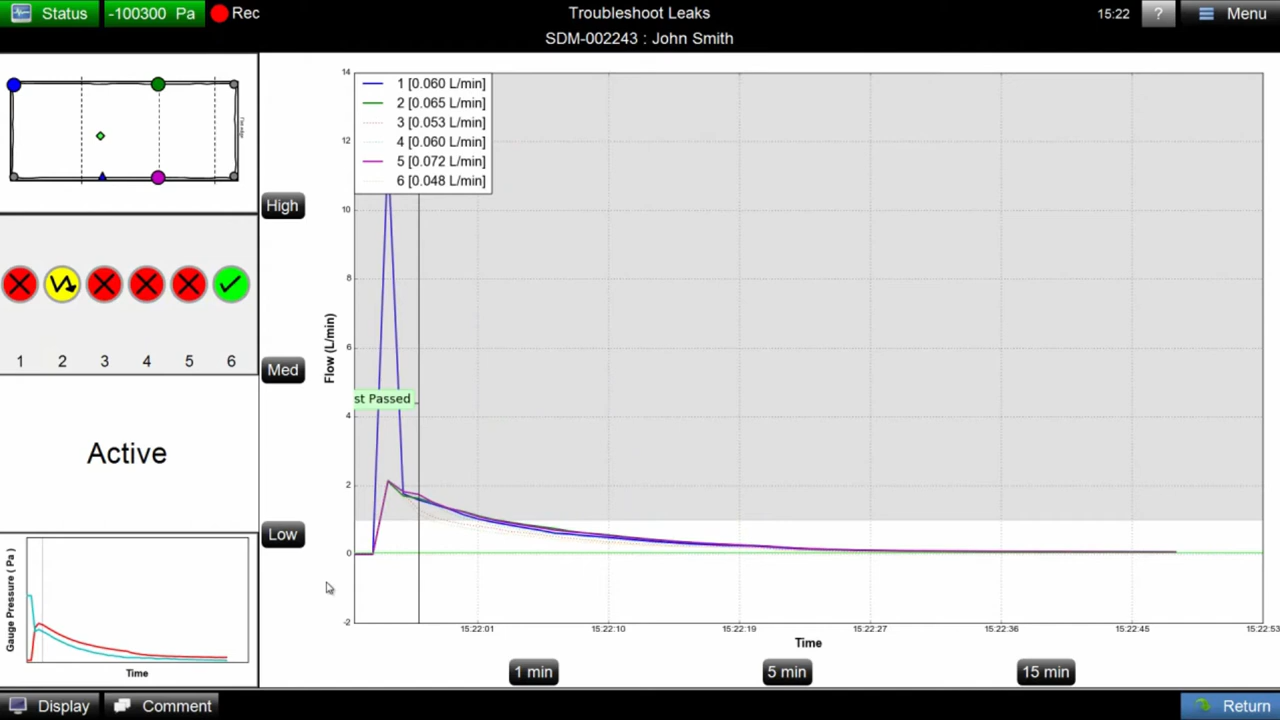 Status
-100300 Pa
Rec
Troubleshoot Leaks
15:22
?
Menu
SDM-002243 : John Smith
High
Med
Low
1 2 3 4 5 6
Active
Gauge Pressure ( Pa )
Time
14
12
10
8
6
4
2
0
-2
Flow (L/min)
1 [0.060 L/min]
2 [0.065 L/min]
3 [0.053 L/min]
4 [0.060 L/min]
5 [0.072 L/min]
6 [0.048 L/min]
st Passed
15:22:01 15:22:10 15:22:19 15:22:27 15:22:36 15:22:45 15:22:53
Time
1 min
5 min
15 min
Display
Comment
Return